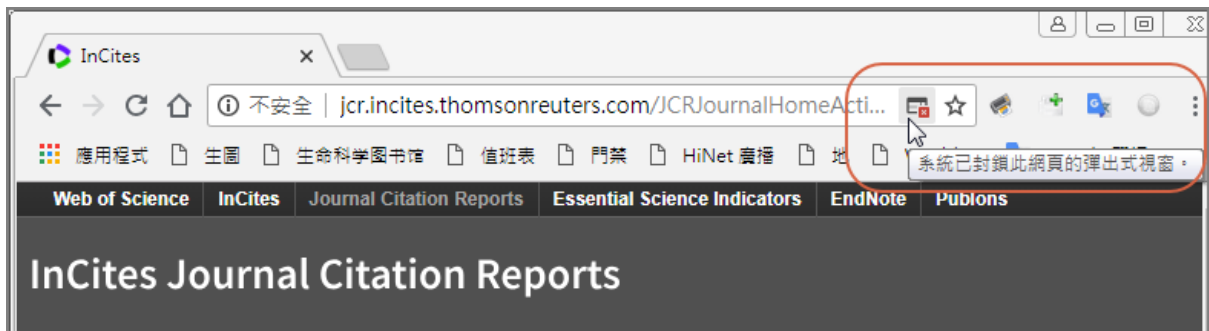 InCites
不安全 | jcr.incites.thomsonreuters.com/JCRJournalHomeActi...
應用程式 生圖 生命科学图书馆 值班表 門禁 HiNet 廣播 地
系統已封鎖此網頁的彈出式視窗。
Web of Science InCites Journal Citation Reports Essential Science Indicators EndNote Publons
InCites Journal Citation Reports